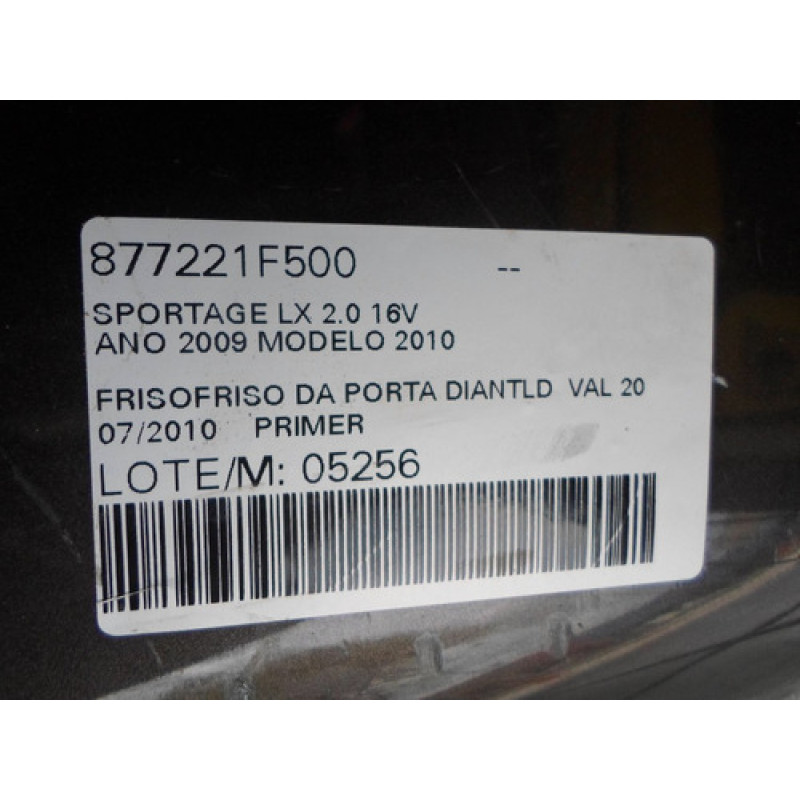 877221F500 --
SPORTAGE LX 2.0 16V
ANO 2009 MODELO 2010
FRISOFRISO DA PORTA DIANTLD VAL 20
07/2010 PRIMER
LOTE/M: 05256